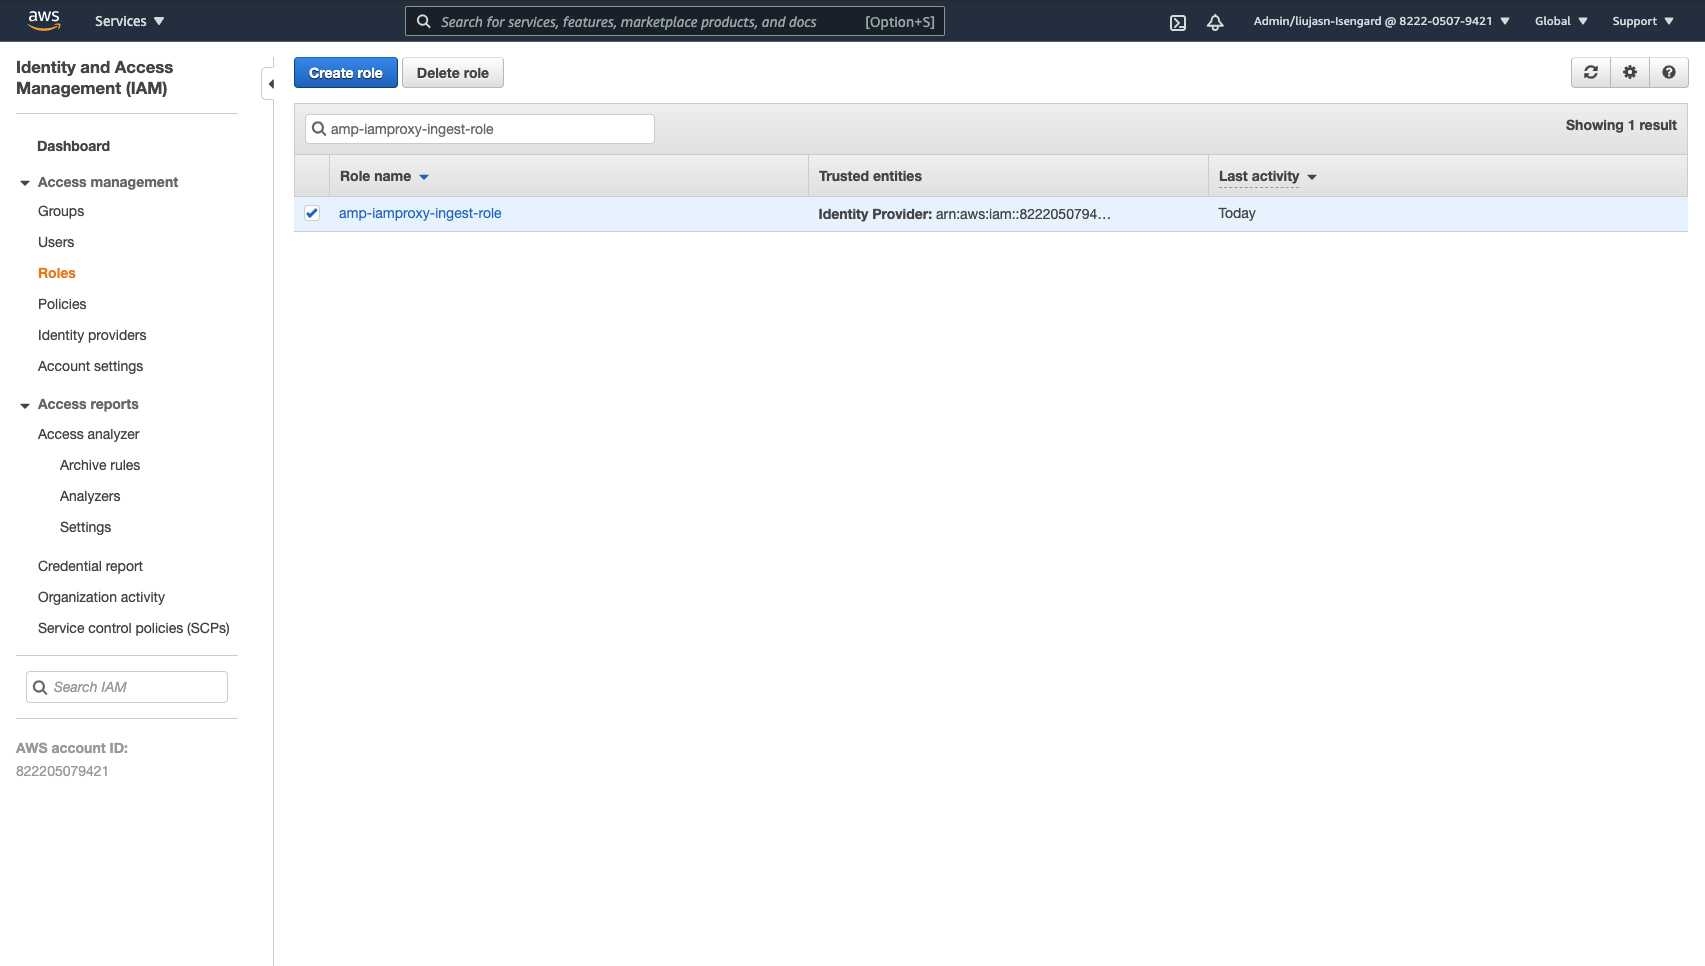 aws
Services
Search for services, features, marketplace products, and docs
[Option+S]
Admin/liujasn-Isengard @ 8222-0507-9421
Global
Support
Identity and Access
Management (IAM)
Dashboard
Access management
Groups
Users
Roles
Policies
Identity providers
Account settings
Access reports
Access analyzer
Archive rules
Analyzers
Settings
Credential report
Organization activity
Service control policies (SCPs)
Search IAM
AWS account ID:
822205079421
Create role
Delete role
amp-iamproxy-ingest-role
Showing 1 result
Role name
Trusted entities
Last activity
amp-iamproxy-ingest-role
Identity Provider: arn:aws:iam::8222050794…
Today